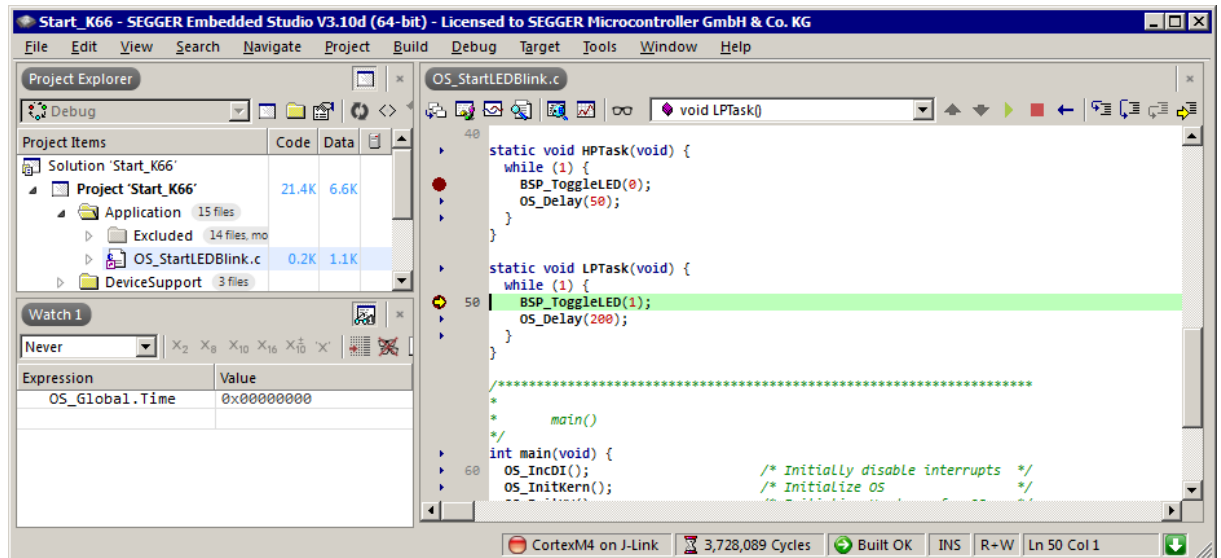 Start_K66 - SEGGER Embedded Studio V3.10d (64-bit) - Licensed to SEGGER Microcontroller GmbH & Co. KG
File Edit View Search Navigate Project Build Debug Target Tools Window Help
Project Explorer
Debug
Project Items Code Data
Solution 'Start_K66'
Project 'Start_K66' 21.4K 6.6K
Application 15 files
Excluded 14 files, mo
OS_StartLEDBlink.c 0.2K 1.1K
DeviceSupport 3 files
Watch 1
Never X2 X8 X10 X16 X±10 'X'
Expression Value
OS_Global.Time 0x00000000
OS_StartLEDBlink.c
void LPTask()
40
static void HPTask(void) {
while (1) {
BSP_ToggleLED(0);
OS_Delay(50);
}
}
static void LPTask(void) {
while (1) {
50 BSP_ToggleLED(1);
OS_Delay(200);
}
}
/*********************************************************************
*
* main()
*/
int main(void) {
60 OS_IncDI(); /* Initially disable interrupts */
OS_InitKern(); /* Initialize OS */
CortexM4 on J-Link 3,728,089 Cycles Built OK INS R+W Ln 50 Col 1